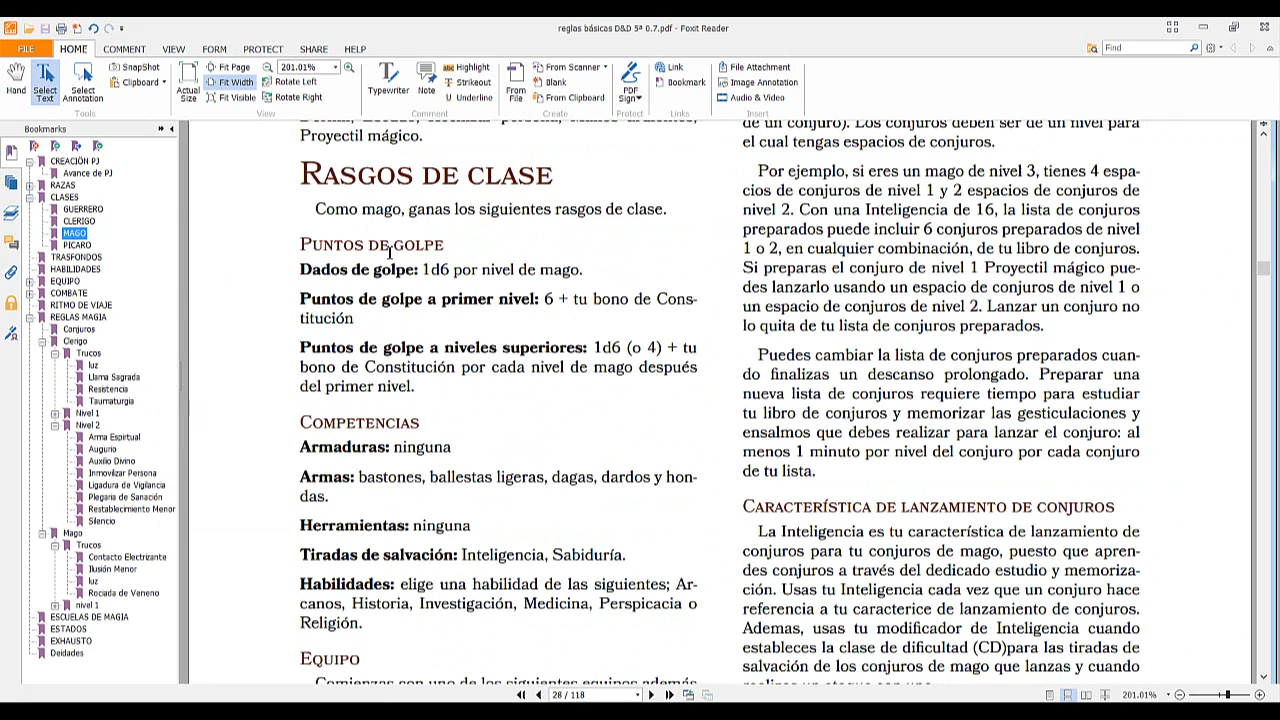 reglas básicas D&D 5ª 0.7.pdf - Foxit Reader
FILE HOME COMMENT VIEW FORM PROTECT SHARE HELP
Find
Hand
Select Text
Select Annotation
SnapShot
Clipboard
Tools
Actual Size
Fit Page
Fit Width
Fit Visible
201.01%
Rotate Left
Rotate Right
View
Typewriter
Note
Highlight
Strikeout
Underline
Comment
From File
From Scanner
Blank
From Clipboard
Create
PDF Sign
Protect
Link
Bookmark
Links
File Attachment
Image Annotation
Audio & Video
Insert
Bookmarks
CREACIÓN PJ
Avance de PJ
RAZAS
CLASES
GUERRERO
CLERIGO
MAGO
PICARO
TRASFONDOS
HABILIDADES
EQUIPO
COMBATE
RITMO DE VIAJE
REGLAS MAGIA
Conjuros
Clerigo
Trucos
luz
Llama Sagrada
Resistencia
Taumaturgia
Nivel 1
Nivel 2
Arma Espirtual
Augurio
Auxilio Divino
Inmovilizar Persona
Ligadura de Vigilancia
Plegaria de Sanación
Restablecimiento Menor
Silencio
Mago
Trucos
Contacto Electrizante
Ilusión Menor
luz
Rociada de Veneno
nivel 1
ESCUELAS DE MAGIA
ESTADOS
EXHAUSTO
Deidades
Proyectil mágico.
RASGOS DE CLASE
Como mago, ganas los siguientes rasgos de clase.
PUNTOS DE GOLPE
Dados de golpe: 1d6 por nivel de mago.
Puntos de golpe a primer nivel: 6 + tu bono de Cons-
titución
Puntos de golpe a niveles superiores: 1d6 (o 4) + tu
bono de Constitución por cada nivel de mago después
del primer nivel.
COMPETENCIAS
Armaduras: ninguna
Armas: bastones, ballestas ligeras, dagas, dardos y hon-
das.
Herramientas: ninguna
Tiradas de salvación: Inteligencia, Sabiduría.
Habilidades: elige una habilidad de las siguientes; Ar-
canos, Historia, Investigación, Medicina, Perspicacia o
Religión.
EQUIPO
Comienzas con uno de los siguientes equipos además
de un conjuro). Los conjuros deben ser de un nivel para
el cual tengas espacios de conjuros.
Por ejemplo, si eres un mago de nivel 3, tienes 4 espa-
cios de conjuros de nivel 1 y 2 espacios de conjuros de
nivel 2. Con una Inteligencia de 16, la lista de conjuros
preparados puede incluir 6 conjuros preparados de nivel
1 o 2, en cualquier combinación, de tu libro de conjuros.
Si preparas el conjuro de nivel 1 Proyectil mágico pue-
des lanzarlo usando un espacio de conjuros de nivel 1 o
un espacio de conjuros de nivel 2. Lanzar un conjuro no
lo quita de tu lista de conjuros preparados.
Puedes cambiar la lista de conjuros preparados cuan-
do finalizas un descanso prolongado. Preparar una
nueva lista de conjuros requiere tiempo para estudiar
tu libro de conjuros y memorizar las gesticulaciones y
ensalmos que debes realizar para lanzar el conjuro: al
menos 1 minuto por nivel del conjuro por cada conjuro
de tu lista.
CARACTERÍSTICA DE LANZAMIENTO DE CONJUROS
La Inteligencia es tu característica de lanzamiento de
conjuros para tu conjuros de mago, puesto que apren-
des conjuros a través del dedicado estudio y memoriza-
ción. Usas tu Inteligencia cada vez que un conjuro hace
referencia a tu caracterice de lanzamiento de conjuros.
Ademas, usas tu modificador de Inteligencia cuando
estableces la clase de dificultad (CD)para las tiradas de
salvación de los conjuros de mago que lanzas y cuando
28 / 118
201.01%